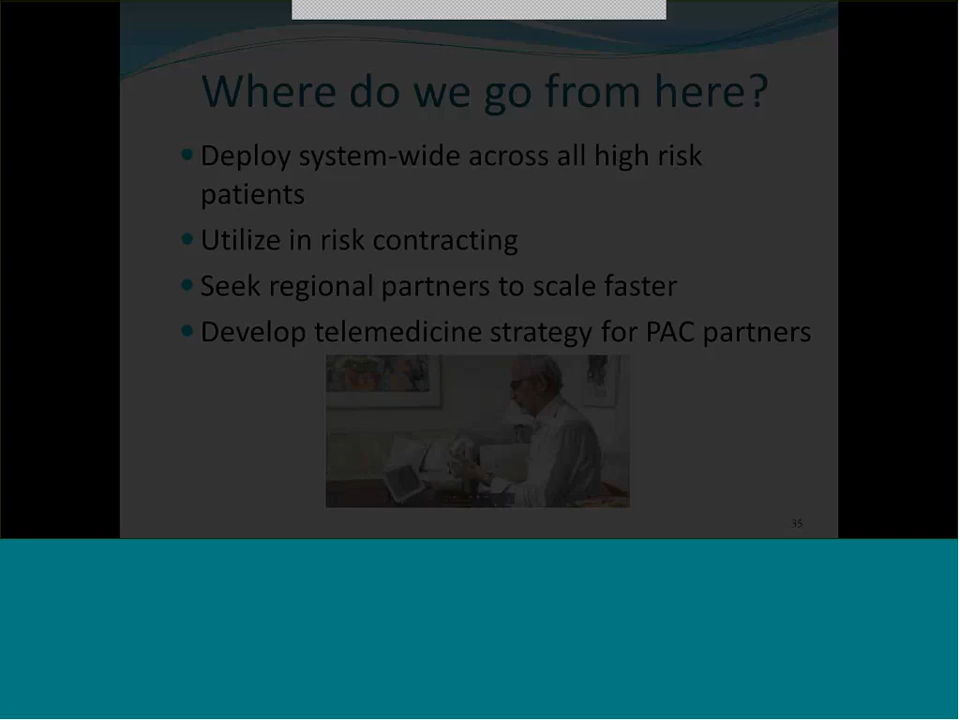 Where do we go from here?
Deploy system-wide across all high risk
patients
Utilize in risk contracting
Seek regional partners to scale faster
Develop telemedicine strategy for PAC partners
35